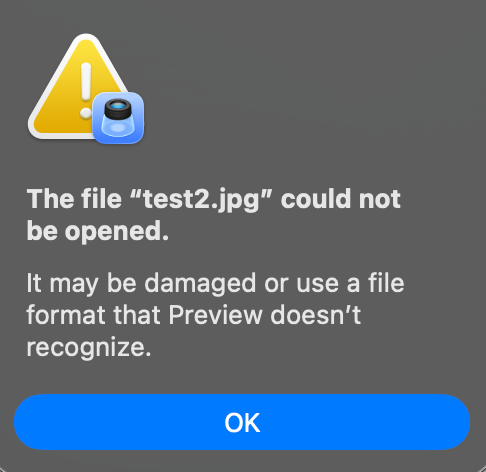 The file “test2.jpg” could not
be opened.
It may be damaged or use a file
format that Preview doesn’t
recognize.
OK